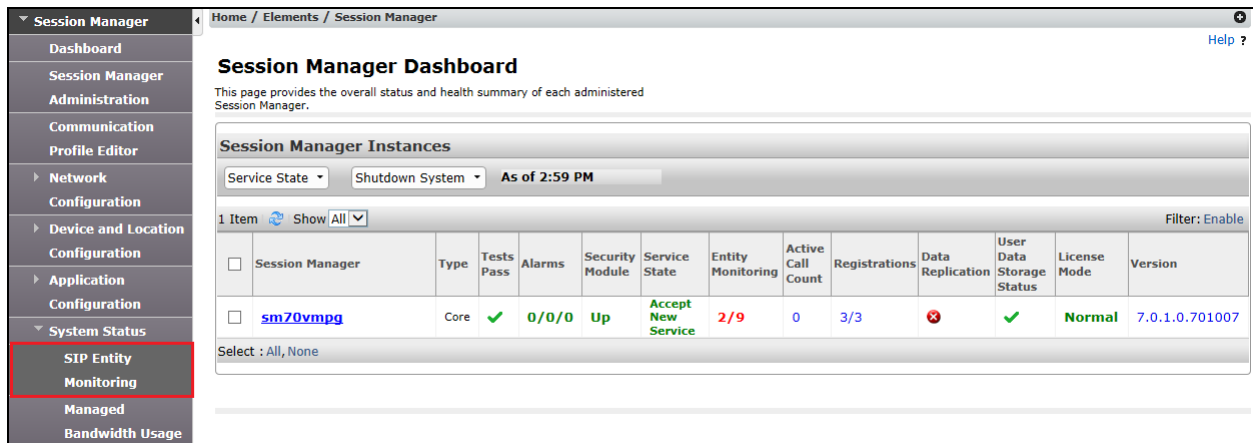 Session Manager
Dashboard
Session Manager
Administration
Communication
Profile Editor
Network
Configuration
Device and Location
Configuration
Application
Configuration
System Status
SIP Entity
Monitoring
Managed
Bandwidth Usage
Home / Elements / Session Manager
Help ?
Session Manager Dashboard
This page provides the overall status and health summary of each administered
Session Manager.
Session Manager Instances
Service State Shutdown System As of 2:59 PM
1 Item Show All Filter: Enable
Session Manager Type Tests Pass Alarms Security Module Service State Entity Monitoring Active Call Count Registrations Data Replication User Data Storage Status License Mode Version
sm70vmpg Core 0/0/0 Up Accept New Service 2/9 0 3/3 Normal 7.0.1.0.701007
Select : All, None